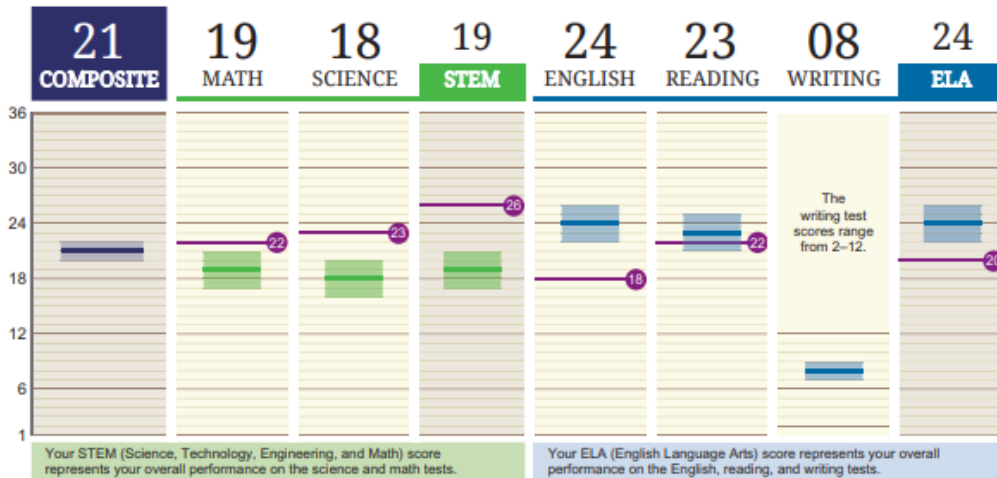 21 19 18 19 24 23 08 24
COMPOSITE MATH SCIENCE STEM ENGLISH READING WRITING ELA
36
30
24
18
12
6
1
22
23
26
18
22
The
writing test
scores range
from 2–12.
20
Your STEM (Science, Technology, Engineering, and Math) score
represents your overall performance on the science and math tests.
Your ELA (English Language Arts) score represents your overall
performance on the English, reading, and writing tests.